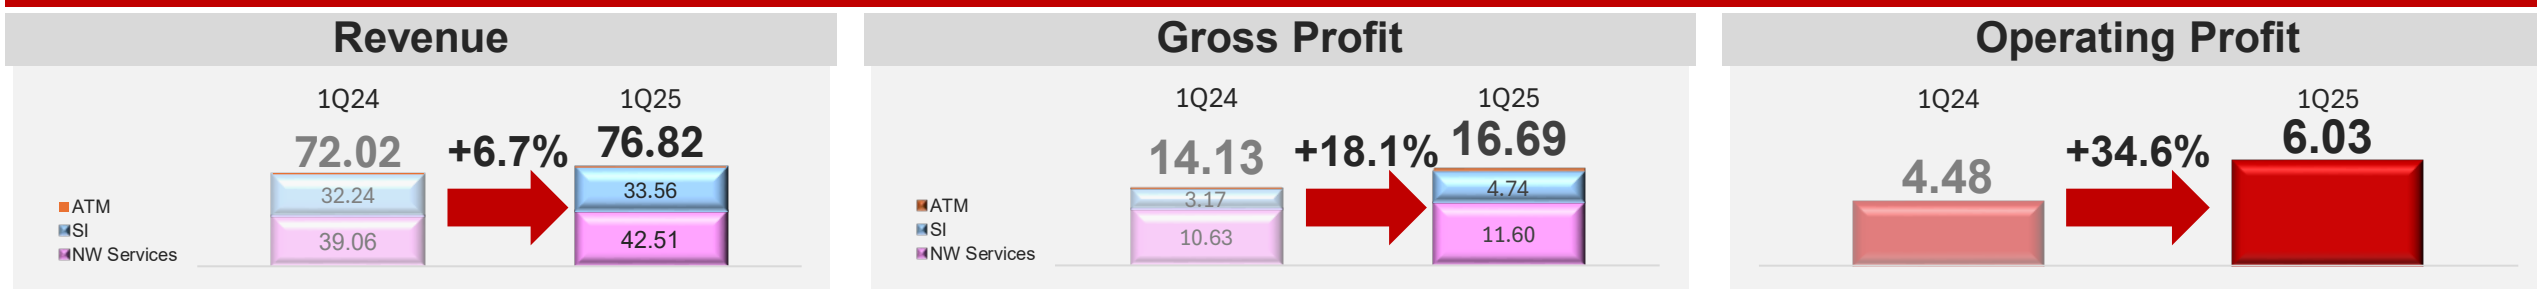 Revenue
1Q24
1Q25
72.02
+6.7%
76.82
32.24
33.56
39.06
42.51
ATM
SI
NW Services
Gross Profit
1Q24
1Q25
14.13
+18.1%
16.69
3.17
4.74
10.63
11.60
ATM
SI
NW Services
Operating Profit
1Q24
1Q25
4.48
+34.6%
6.03